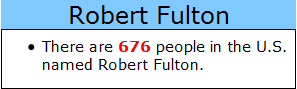 Robert Fulton
• There are 676 people in the U.S.
named Robert Fulton.